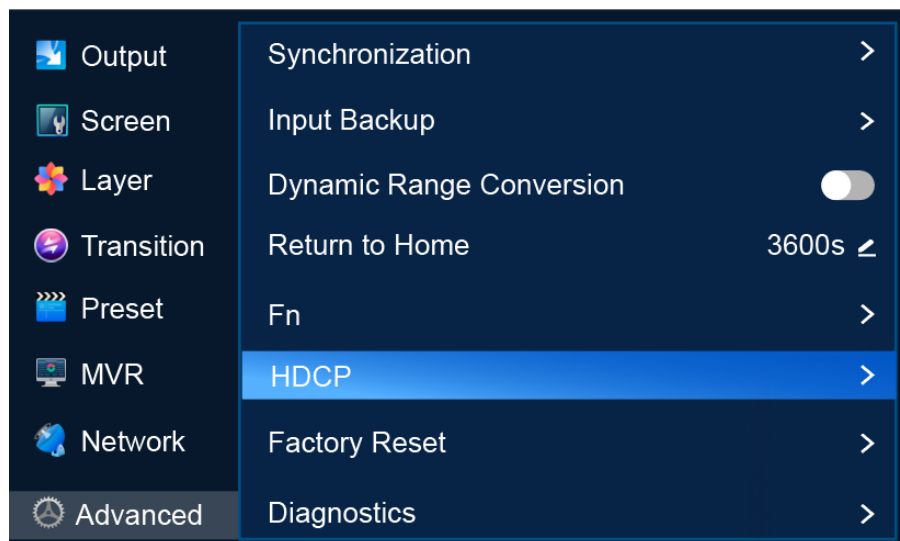 Output
Screen
Layer
Transition
Preset
MVR
Network
Advanced
Synchronization
Input Backup
Dynamic Range Conversion
Return to Home 3600s
Fn
HDCP
Factory Reset
Diagnostics